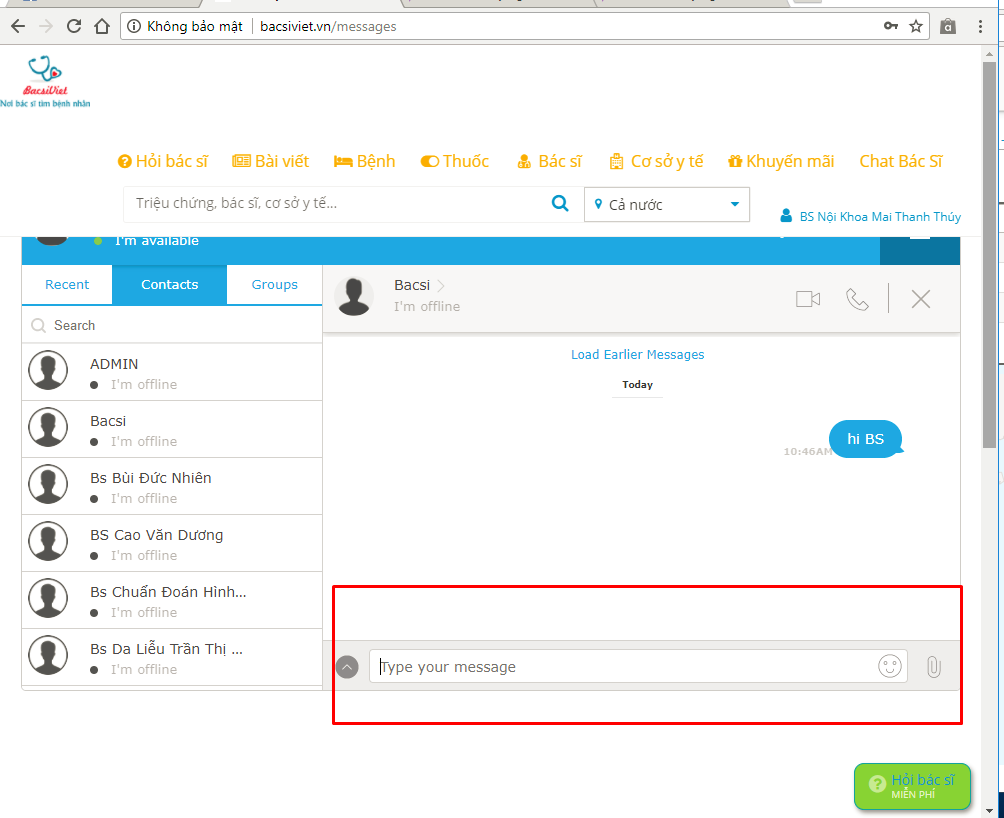 Không bảo mật
bacsiviet.vn/messages
BacsiViet
Nơi bác sĩ tìm bệnh nhân
Hỏi bác sĩ
Bài viết
Bệnh
Thuốc
Bác sĩ
Cơ sở y tế
Khuyến mãi
Chat Bác Sĩ
Triệu chứng, bác sĩ, cơ sở y tế...
Cả nước
BS Nội Khoa Mai Thanh Thúy
I'm available
Recent
Contacts
Groups
Search
ADMIN
I'm offline
Bacsi
I'm offline
Bs Bùi Đức Nhiên
I'm offline
BS Cao Văn Dương
I'm offline
Bs Chuẩn Đoán Hình...
I'm offline
Bs Da Liễu Trần Thị ...
I'm offline
Bacsi
I'm offline
Load Earlier Messages
Today
hi BS
10:46AM
Type your message
Hỏi bác sĩ
MIỄN PHÍ